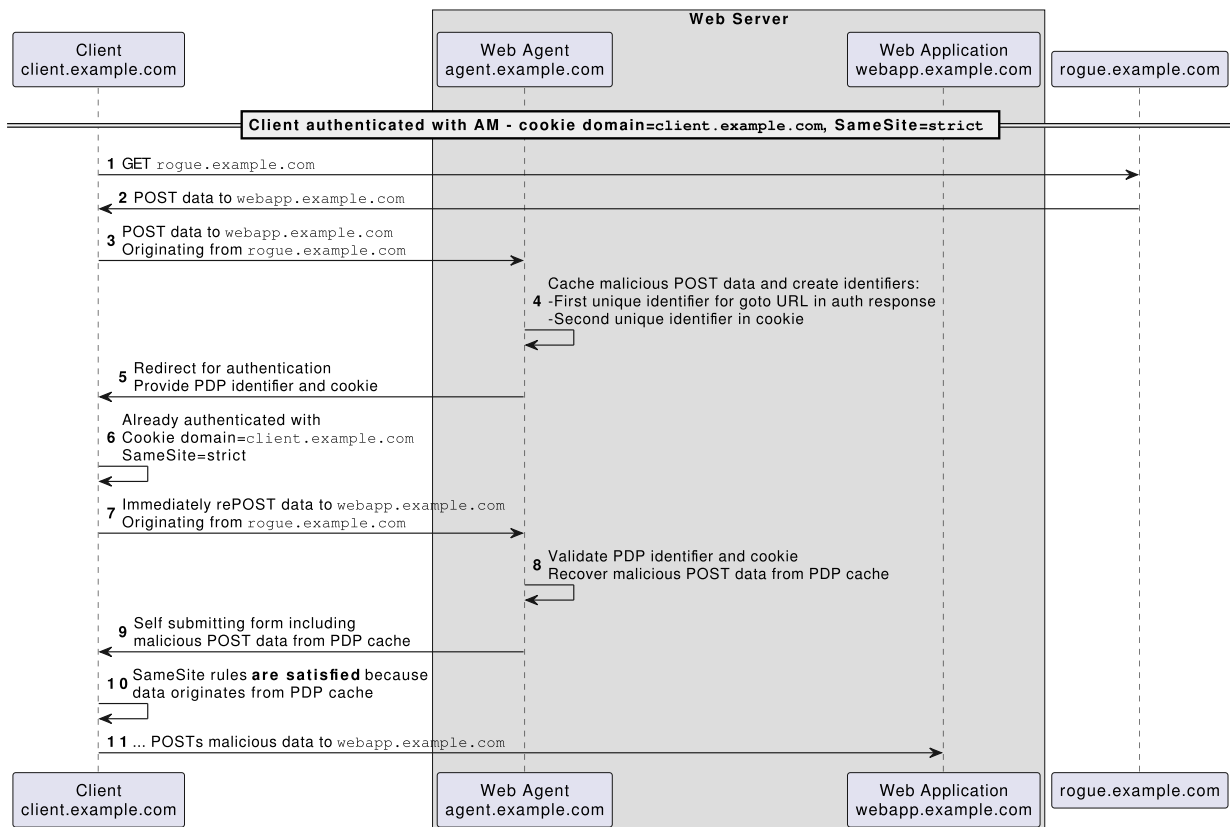 Web Server
Client
client.example.com
Web Agent
agent.example.com
Web Application
webapp.example.com
rogue.example.com
Client authenticated with AM - cookie domain=client.example.com, SameSite=strict
1 GET rogue.example.com
2 POST data to webapp.example.com
3 POST data to webapp.example.com
Originating from rogue.example.com
Cache malicious POST data and create identifiers:
4 -First unique identifier for goto URL in auth response
-Second unique identifier in cookie
5 Redirect for authentication
Provide PDP identifier and cookie
Already authenticated with
6 Cookie domain=client.example.com
SameSite=strict
7 Immediately rePOST data to webapp.example.com
Originating from rogue.example.com
8 Validate PDP identifier and cookie
Recover malicious POST data from PDP cache
9 Self submitting form including
malicious POST data from PDP cache
10 SameSite rules are satisfied because
data originates from PDP cache
11 ... POSTs malicious data to webapp.example.com
Client
client.example.com
Web Agent
agent.example.com
Web Application
webapp.example.com
rogue.example.com